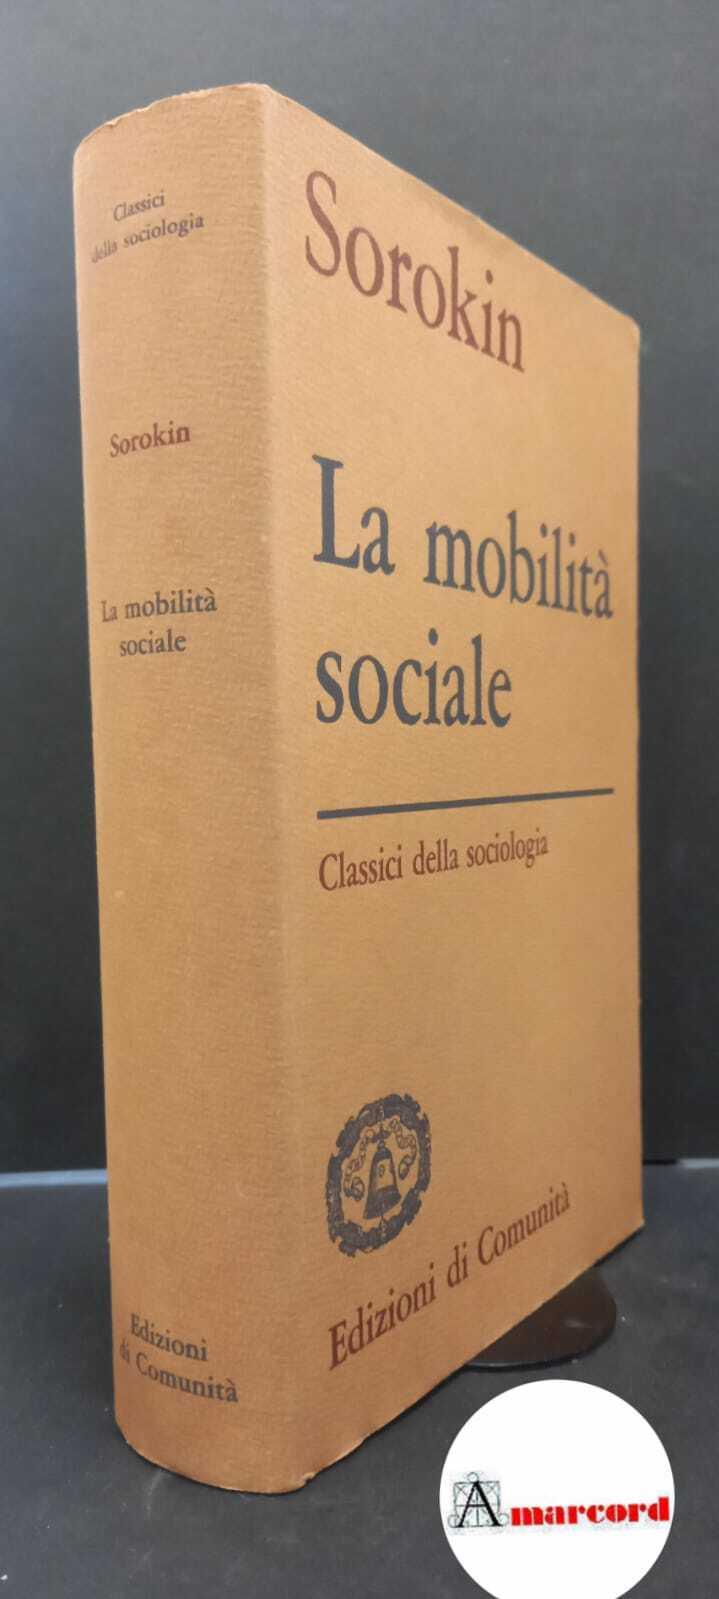 Classici
della sociologia
Sorokin
La mobilità
sociale
Edizioni
di Comunità
Sorokin
La mobilità
sociale
Classici della sociologia
Edizioni di Comunità
Amarcord